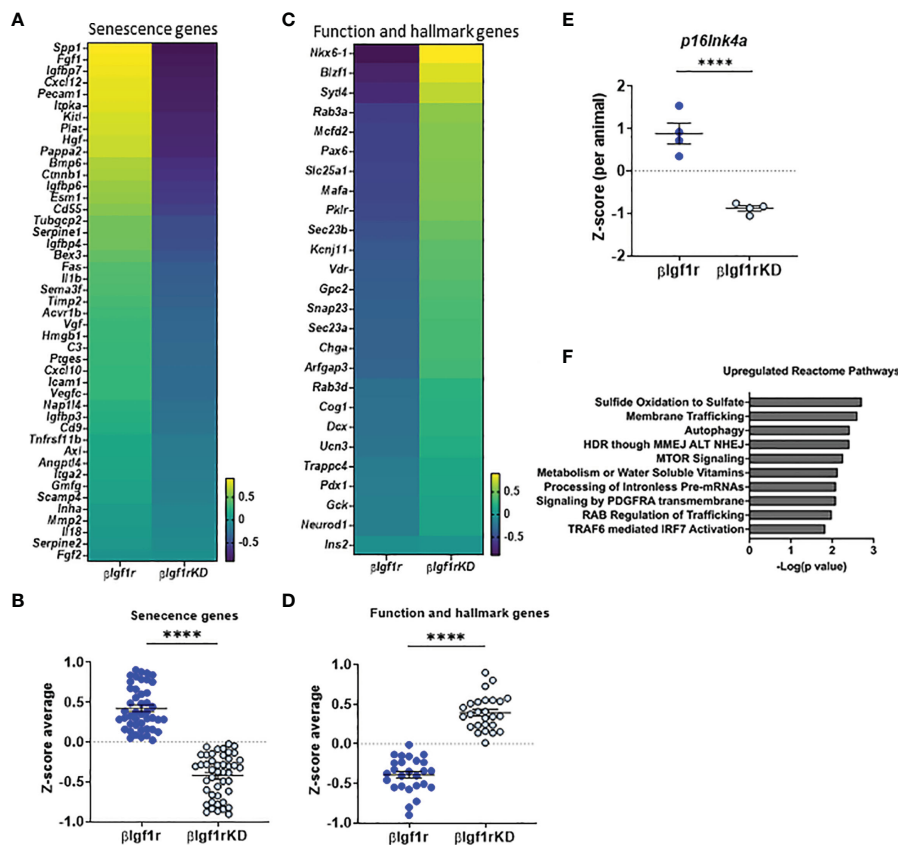 A
Senescence genes
Spp1
Fgf1
Igfbp7
Cxcl12
Pecam1
Itpka
Kitl
Plat
Hgf
Pappa2
Bmp6
Ctnnb1
Igfbp6
Esm1
Cd55
Tubgcp2
Serpine1
Igfbp4
Bex3
Fas
Il1b
Sema3f
Timp2
Acvr1b
Vgf
Hmgb1
C3
Ptges
Cxcl10
Icam1
Vegfc
Nap1l4
Igfbp3
Cd9
Tnfrsf11b
Axl
Angptl4
Itga2
Gmfg
Scamp4
Inha
Mmp2
Il18
Serpine2
Fgf2
0.5
0
-0.5
βIgf1r βIgf1rKD
C
Function and hallmark genes
Nkx6-1
Blzf1
Sytl4
Rab3a
Mcfd2
Pax6
Slc25a1
Mafa
Pklr
Sec23b
Kcnj11
Vdr
Gpc2
Snap23
Sec23a
Chga
Arfgap3
Rab3d
Cog1
Dcx
Ucn3
Trappc4
Pdx1
Gck
Neurod1
Ins2
0.5
0
-0.5
βIgf1r βIgf1rKD
E
p16Ink4a
****
Z-score (per animal)
2
1
0
-1
-2
βIgf1r βIgf1rKD
F
Upregulated Reactome Pathways
Sulfide Oxidation to Sulfate
Membrane Trafficking
Autophagy
HDR though MMEJ ALT NHEJ
MTOR Signaling
Metabolism or Water Soluble Vitamins
Processing of Intronless Pre-mRNAs
Signaling by PDGFRA transmembrane
RAB Regulation of Trafficking
TRAF6 mediated IRF7 Activation
0 1 2 3
-Log(p value)
B
Senecence genes
****
Z-score average
1.0
0.5
0.0
-0.5
-1.0
βIgf1r βIgf1rKD
D
Function and hallmark genes
****
Z-score average
1.0
0.5
0.0
-0.5
-1.0
βIgf1r βIgf1rKD